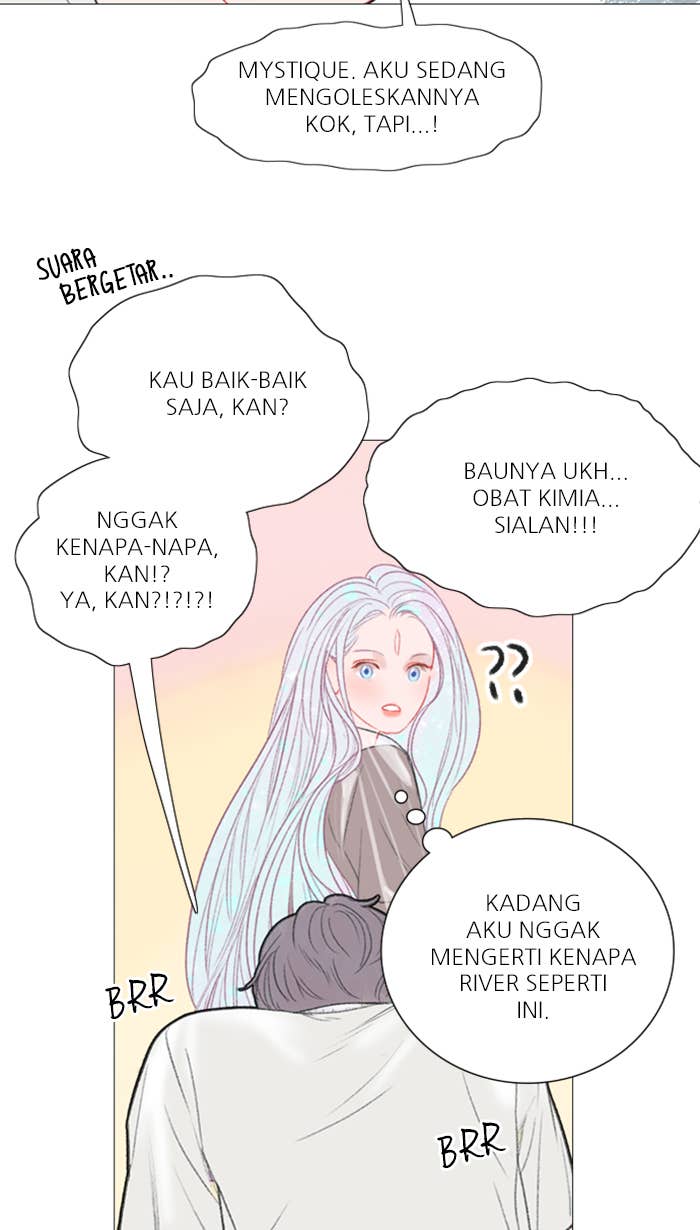 MYSTIQUE. AKU SEDANG
MENGOLESKANNYA
KOK, TAPI...!
SUARA
BERGETAR..
KAU BAIK-BAIK
SAJA, KAN?
BAUNYA UKH...
OBAT KIMIA...
SIALAN!!!
NGGAK
KENAPA-NAPA,
KAN!?
YA, KAN?!?!?!
??
KADANG
AKU NGGAK
MENGERTI KENAPA
RIVER SEPERTI
INI.
BRR
BRR